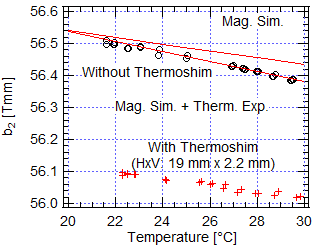 Mag. Sim.
56.6
56.5
Without Thermoshim
56.4
b2 [Tmm]
56.3
Mag. Sim. + Therm. Exp.
56.2
With Thermoshim
(HxV: 19 mm x 2.2 mm)
56.1
56.0
20 22 24 26 28 30
Temperature [°C]